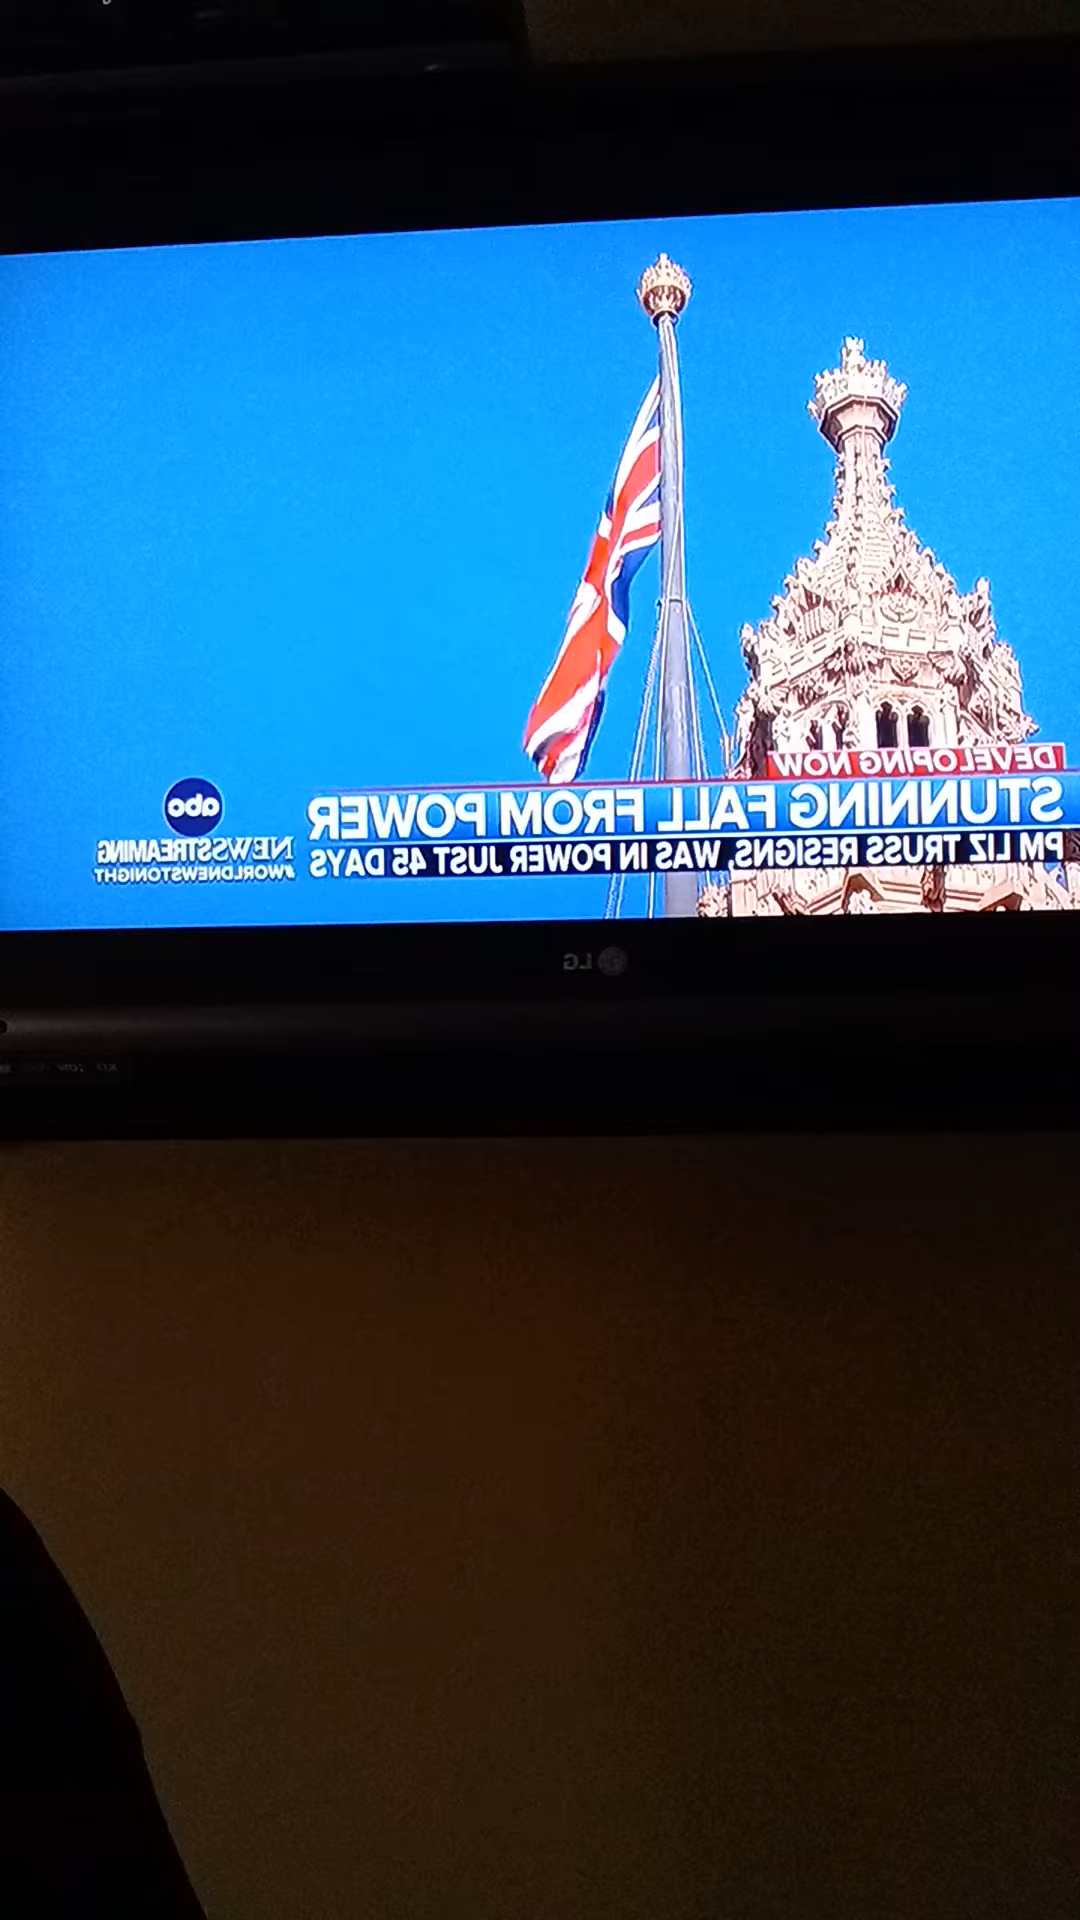 DEVELOPING NOW
STUNNING FALL FROM POWER
PM LIZ TRUSS RESIGNS, WAS IN POWER JUST 45 DAYS
abc
NEWS STREAMING
#WORLDNEWSTONIGHT
LG